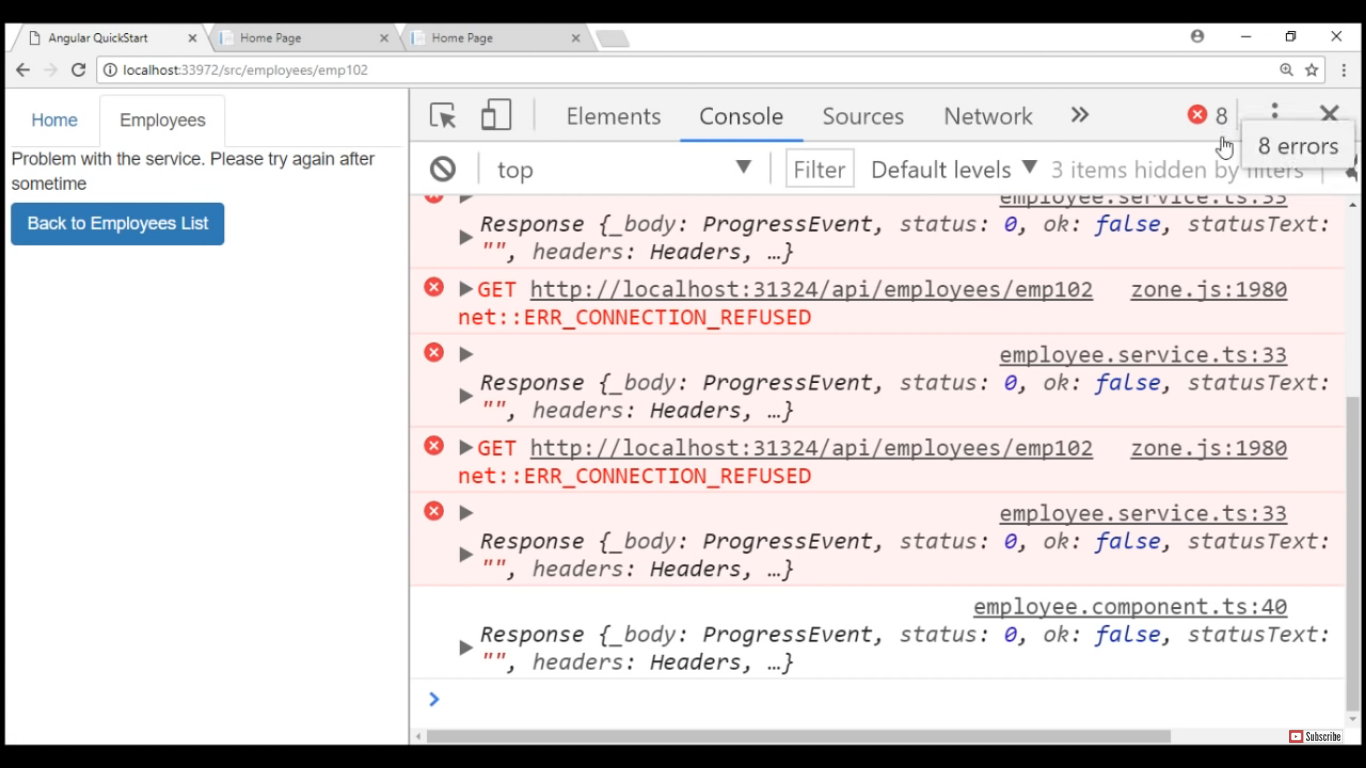 Angular QuickStart
Home Page
Home Page
localhost:33972/src/employees/emp102
Home
Employees
Problem with the service. Please try again after
sometime
Back to Employees List
Elements
Console
Sources
Network
8
8 errors
top
Filter
Default levels
3 items hidden by filters
employee.service.ts:33
Response {_body: ProgressEvent, status: 0, ok: false, statusText:
"", headers: Headers, …}
GET http://localhost:31324/api/employees/emp102 zone.js:1980
net::ERR_CONNECTION_REFUSED
employee.service.ts:33
Response {_body: ProgressEvent, status: 0, ok: false, statusText:
"", headers: Headers, …}
GET http://localhost:31324/api/employees/emp102 zone.js:1980
net::ERR_CONNECTION_REFUSED
employee.service.ts:33
Response {_body: ProgressEvent, status: 0, ok: false, statusText:
"", headers: Headers, …}
employee.component.ts:40
Response {_body: ProgressEvent, status: 0, ok: false, statusText:
"", headers: Headers, …}
Subscribe